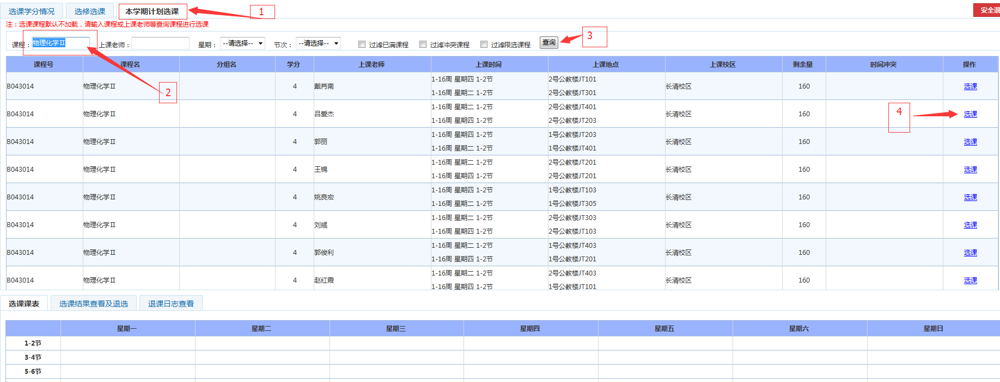 选课学分情况 选修选课 本学期计划选课 1 安全退
注：选课课程默认不加载，请输入课程或上课老师等查询课程进行选课
课程： 物理化学Ⅱ 上课老师： 星期： --请选择-- 节次： --请选择-- 过滤已满课程 过滤冲突课程 过滤限选课程 查询 3
课程号 课程名 分组名 学分 上课老师 上课时间 上课地点 上课校区 剩余量 时间冲突 操作
B043014 物理化学Ⅱ 4 戴肖南 1-16周 星期四 1-2节 2号公教楼JT101 长清校区 160 选课
1-16周 星期二 1-2节 2号公教楼JT301
2
B043014 物理化学Ⅱ 4 吕爱杰 1-16周 星期二 1-2节 2号公教楼JT401 长清校区 160 4 选课
1-16周 星期四 1-2节 2号公教楼JT203
B043014 物理化学Ⅱ 4 郭丽 1-16周 星期四 1-2节 1号公教楼JT203 长清校区 160 选课
1-16周 星期二 1-2节 1号公教楼JT401
B043014 物理化学Ⅱ 4 王锦 1-16周 星期二 1-2节 2号公教楼JT201 长清校区 160 选课
1-16周 星期四 1-2节 2号公教楼JT201
B043014 物理化学Ⅱ 4 姚良宏 1-16周 星期四 1-2节 1号公教楼JT103 长清校区 160 选课
1-16周 星期二 1-2节 1号公教楼JT305
B043014 物理化学Ⅱ 4 刘彧 1-16周 星期二 1-2节 2号公教楼JT303 长清校区 160 选课
1-16周 星期四 1-2节 2号公教楼JT103
B043014 物理化学Ⅱ 4 郭俊利 1-16周 星期二 1-2节 1号公教楼JT403 长清校区 160 选课
1-16周 星期四 1-2节 1号公教楼JT201
B043014 物理化学Ⅱ 4 赵红霞 1-16周 星期二 1-2节 2号公教楼JT403 长清校区 160 选课
1-16周 星期四 1-2节 1号公教楼JT101
选课课表 选课结果查看及退选 退课日志查看
星期一 星期二 星期三 星期四 星期五 星期六 星期日
1-2节
3-4节
5-6节